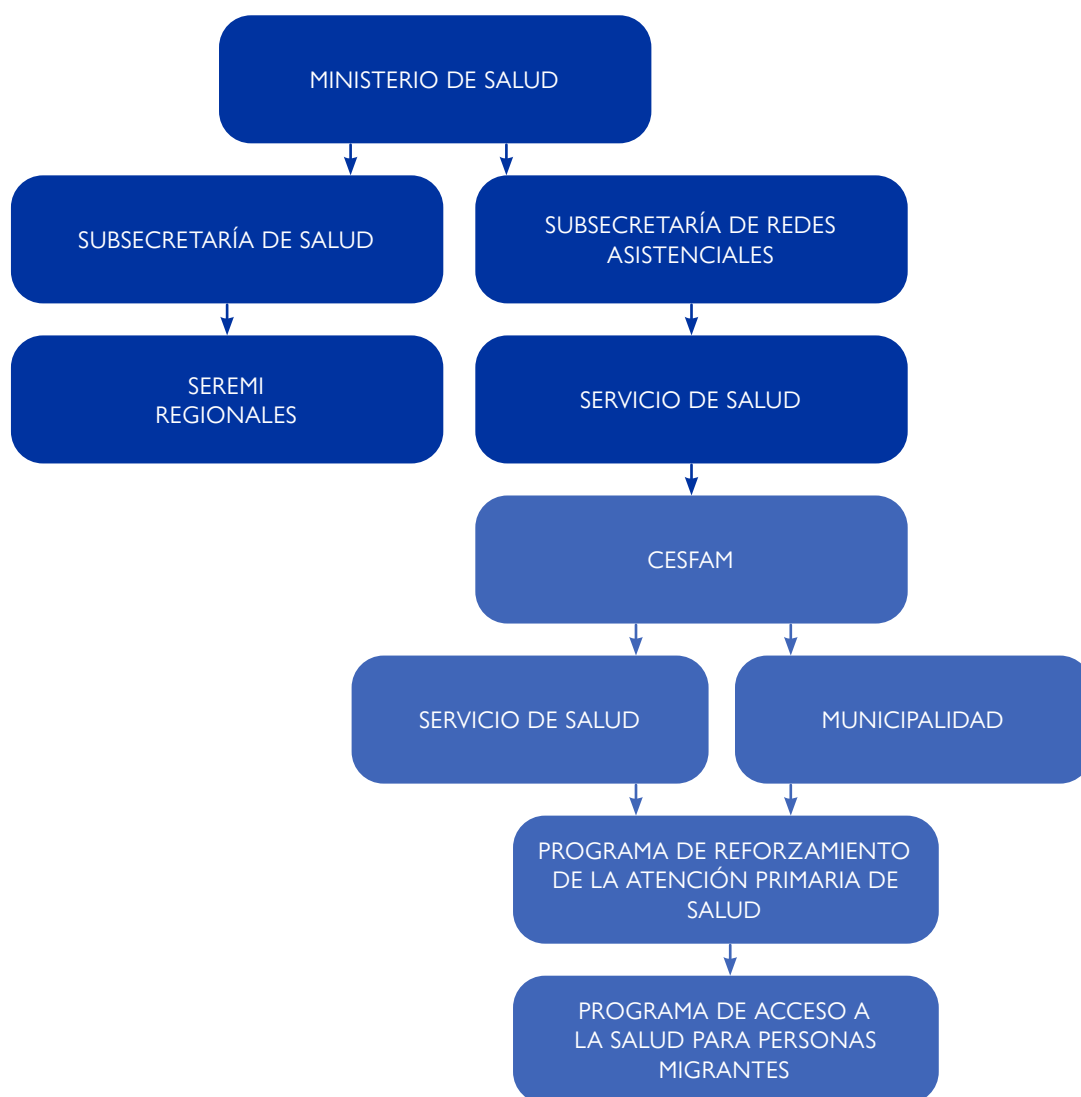 MINISTERIO DE SALUD
SUBSECRETARÍA DE SALUD
SUBSECRETARÍA DE REDES
ASISTENCIALES
SEREMI
REGIONALES
SERVICIO DE SALUD
CESFAM
SERVICIO DE SALUD
MUNICIPALIDAD
PROGRAMA DE REFORZAMIENTO
DE LA ATENCIÓN PRIMARIA DE
SALUD
PROGRAMA DE ACCESO A
LA SALUD PARA PERSONAS
MIGRANTES